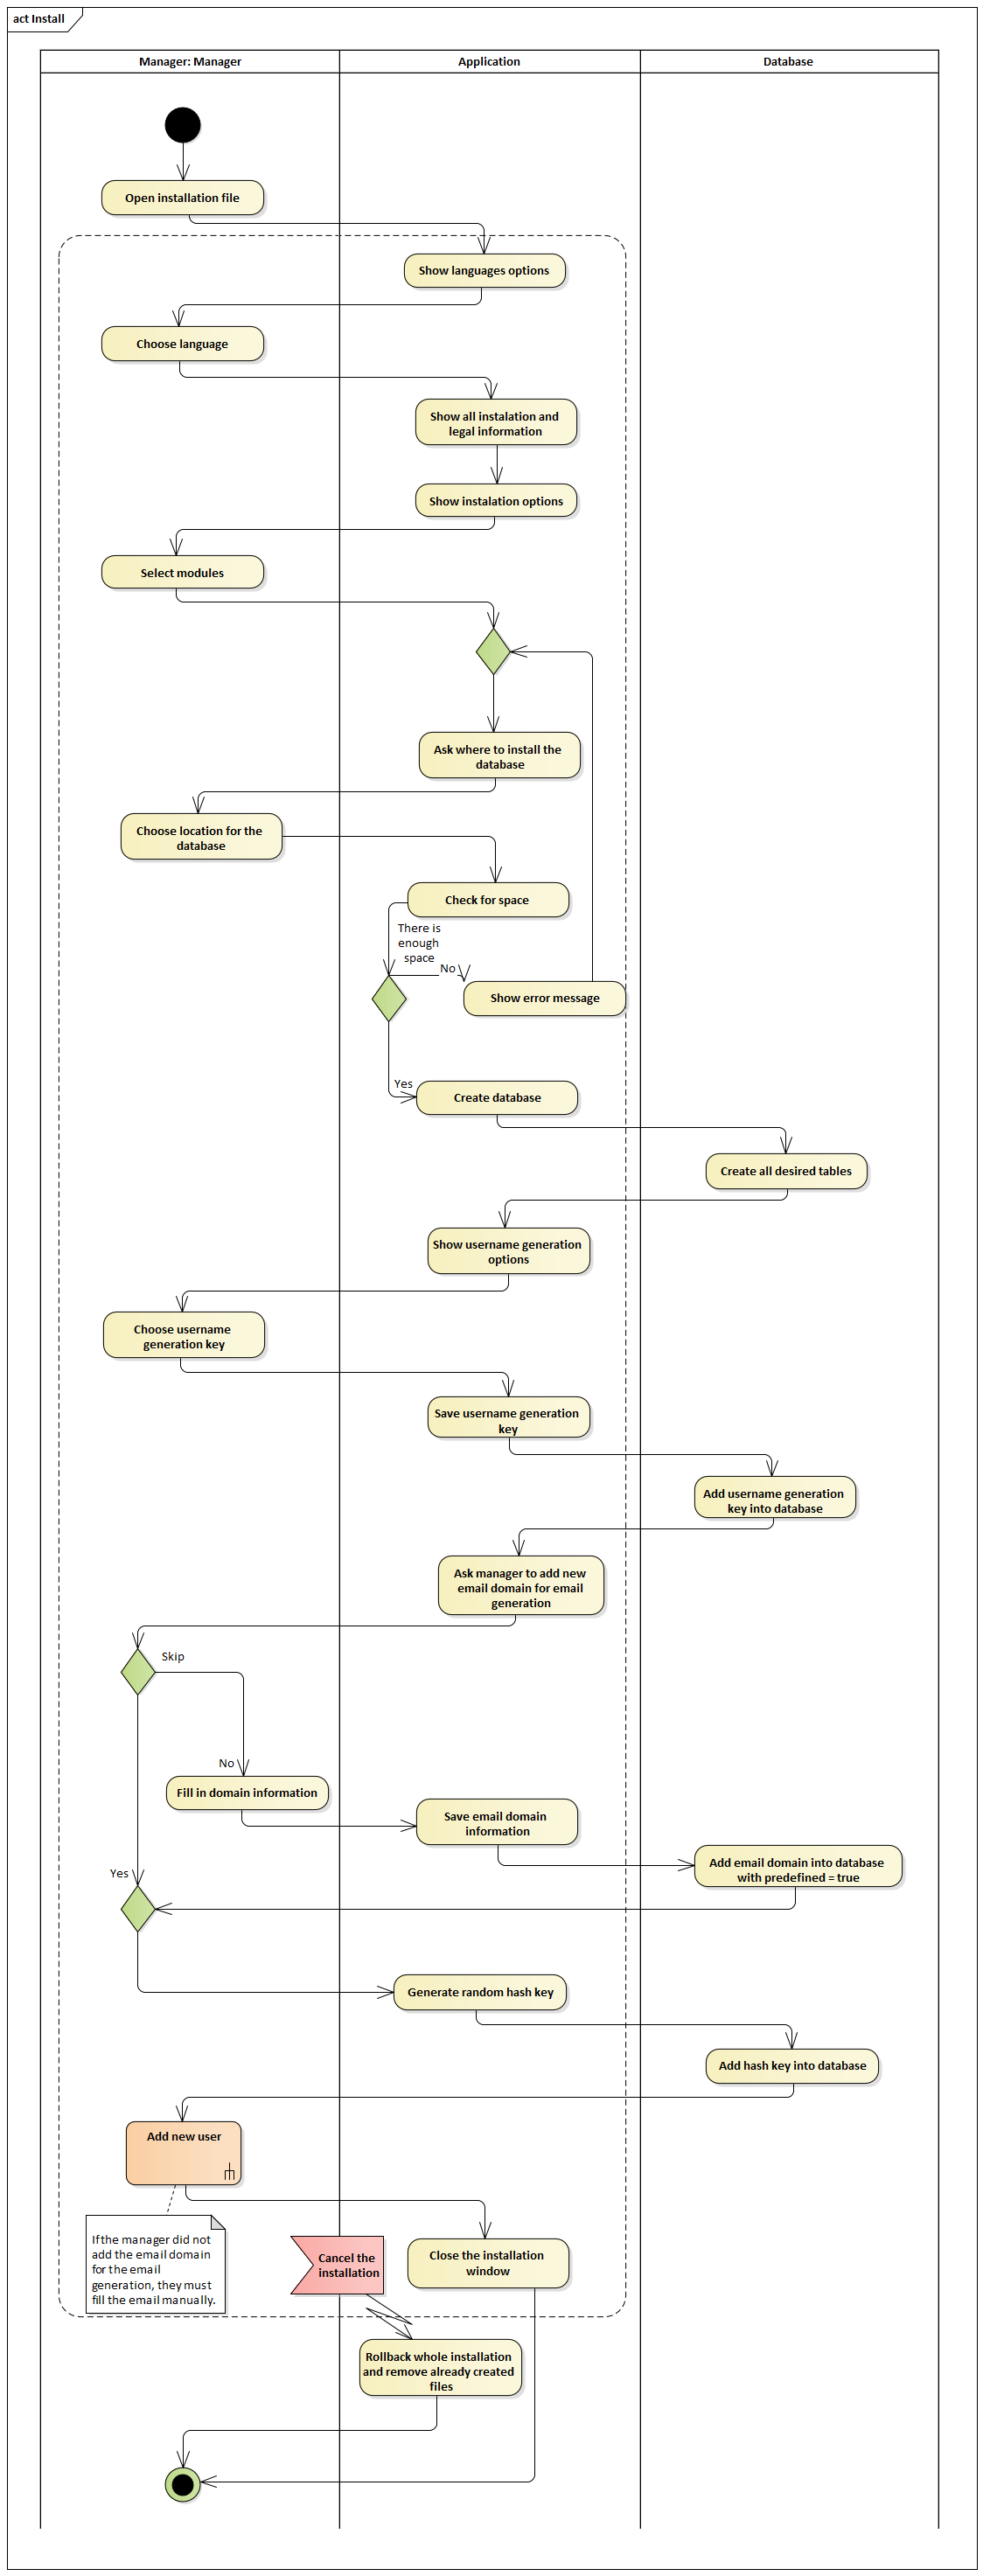 act Install
Manager: Manager
Application
Database
Open installation file
Show languages options
Choose language
Show all instalation and
legal information
Show instalation options
Select modules
Ask where to install the
database
Choose location for the
database
Check for space
There is
enough
space
No
Show error message
Yes
Create database
Create all desired tables
Show username generation
options
Choose username
generation key
Save username generation
key
Add username generation
key into database
Ask manager to add new
email domain for email
generation
Skip
No
Fill in domain information
Save email domain
information
Add email domain into database
with predefined = true
Yes
Generate random hash key
Add hash key into database
Add new user
If the manager did not
add the email domain
for the email
generation, they must
fill the email manually.
Cancel the
installation
Close the installation
window
Rollback whole installation
and remove already created
files